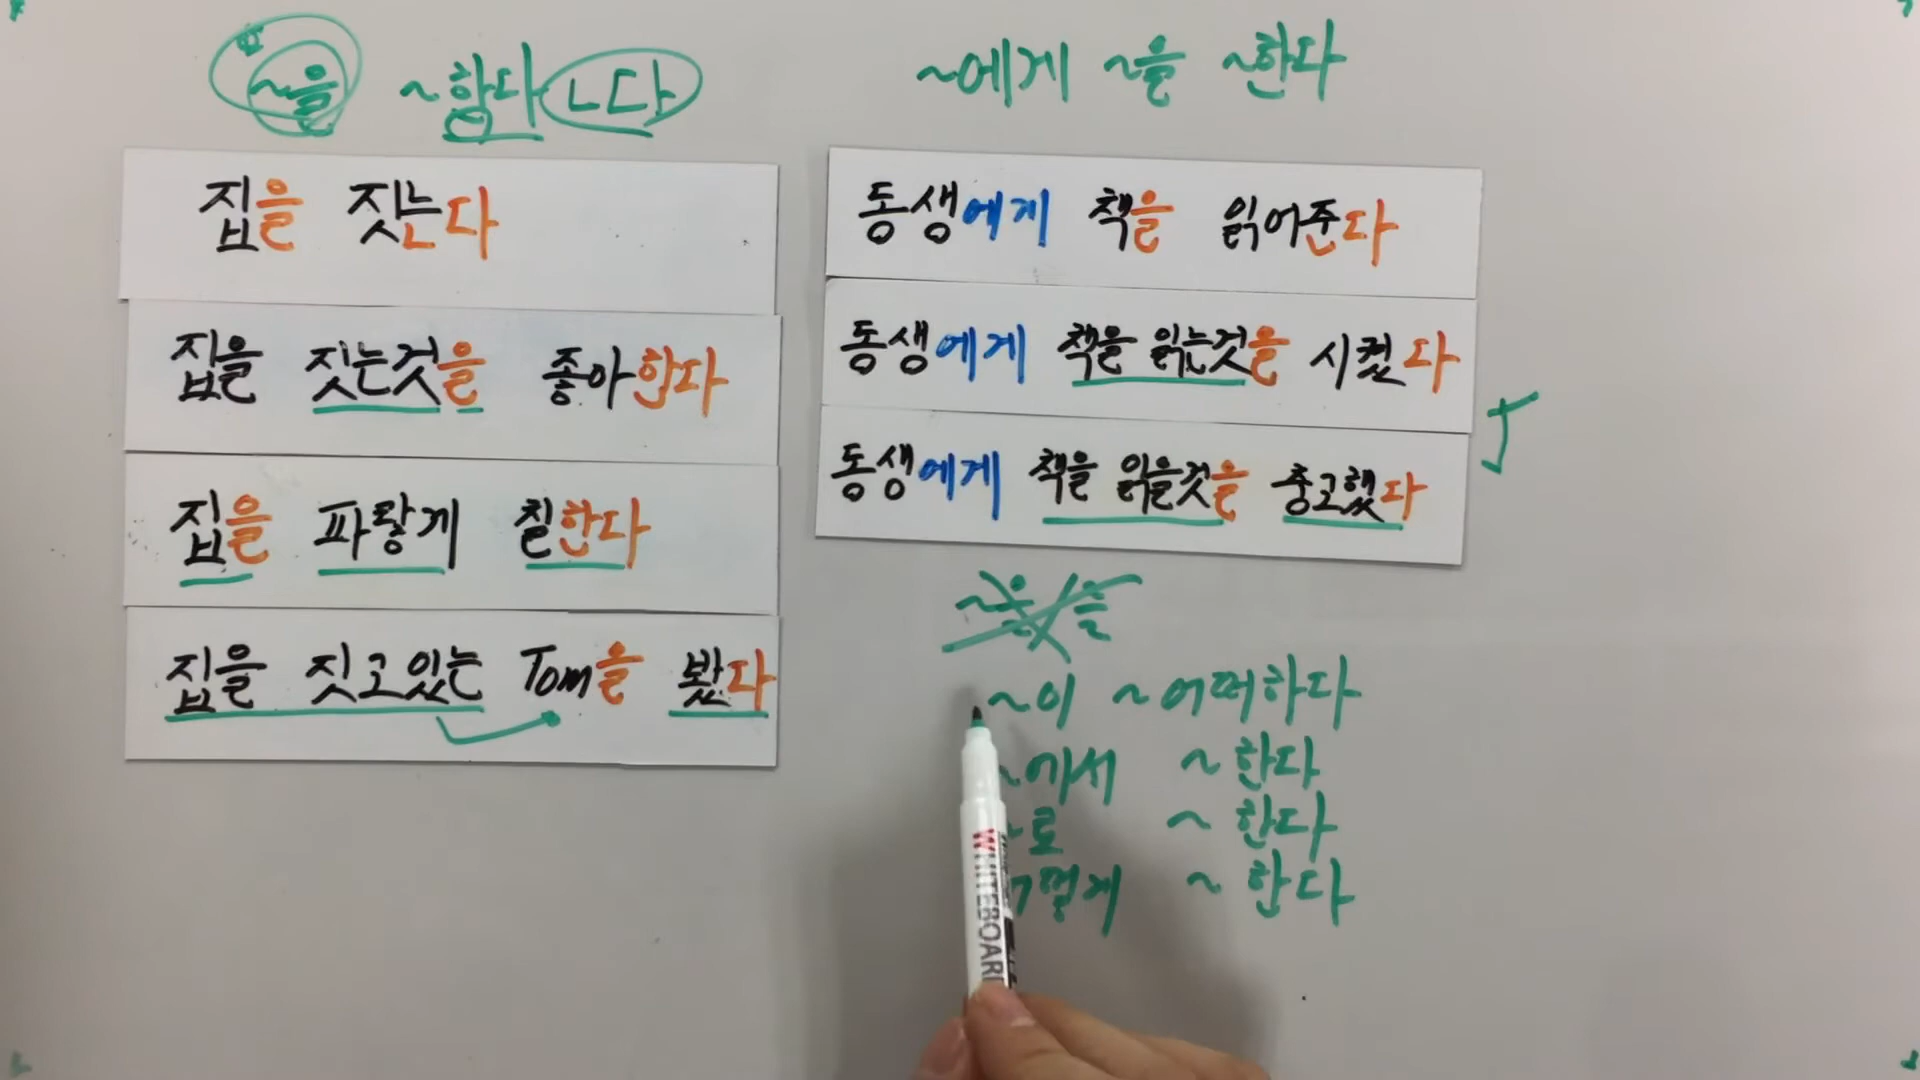 ~을 ~한다 ㄴ다
집을 짓는다
집을 짓는것을 좋아한다
집을 파랗게 칠한다
집을 짓고있는 Tom을 봤다
~에게 ~을 ~한다
동생에게 책을 읽어준다
동생에게 책을 읽는것을 시켰다
동생에게 책을 읽을것을 충고했다
~을/를
~이 ~어떠하다
~에서 ~한다
~로 ~한다
~ 한다
WHITEBOAR